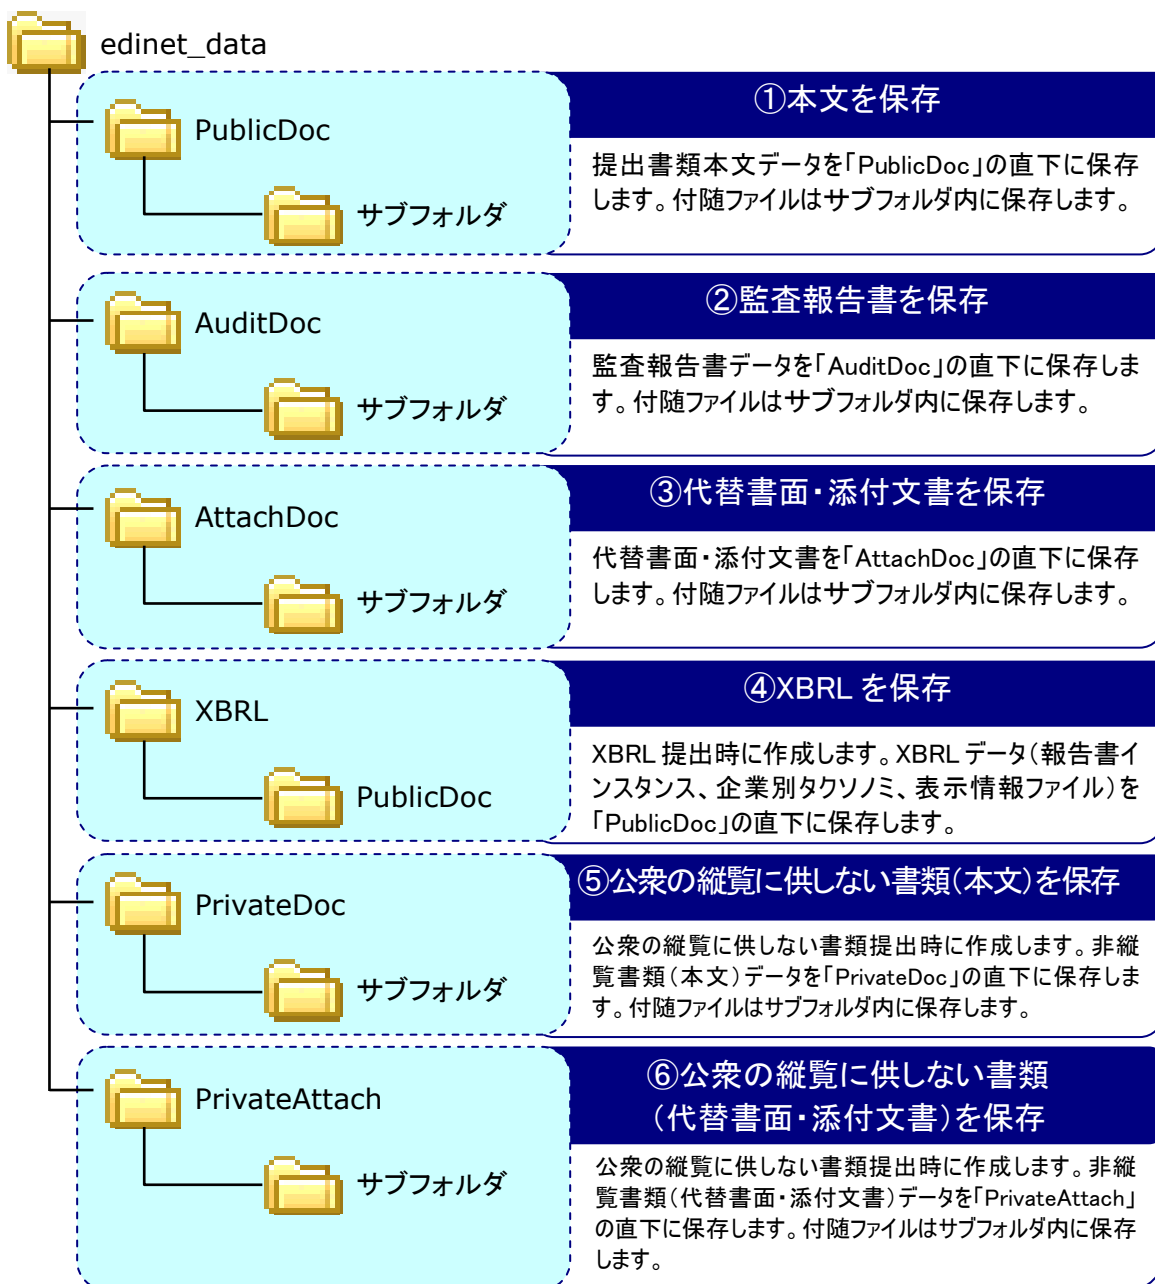 edinet_data
PublicDoc
サブフォルダ
①本文を保存
提出書類本文データを「PublicDoc」の直下に保存
します。付随ファイルはサブフォルダ内に保存します。
AuditDoc
サブフォルダ
②監査報告書を保存
監査報告書データを「AuditDoc」の直下に保存しま
す。付随ファイルはサブフォルダ内に保存します。
AttachDoc
サブフォルダ
③代替書面・添付文書を保存
代替書面・添付文書を「AttachDoc」の直下に保存
します。付随ファイルはサブフォルダ内に保存します。
XBRL
PublicDoc
④XBRL を保存
XBRL 提出時に作成します。XBRL データ（報告書イ
ンスタンス、企業別タクソノミ、表示情報ファイル）を
「PublicDoc」の直下に保存します。
PrivateDoc
サブフォルダ
⑤公衆の縦覧に供しない書類（本文）を保存
公衆の縦覧に供しない書類提出時に作成します。非縦
覧書類（本文）データを「PrivateDoc」の直下に保存しま
す。付随ファイルはサブフォルダ内に保存します。
PrivateAttach
サブフォルダ
⑥公衆の縦覧に供しない書類
（代替書面・添付文書）を保存
公衆の縦覧に供しない書類提出時に作成します。非縦
覧書類（代替書面・添付文書）データを「PrivateAttach」
の直下に保存します。付随ファイルはサブフォルダ内に保存
します。